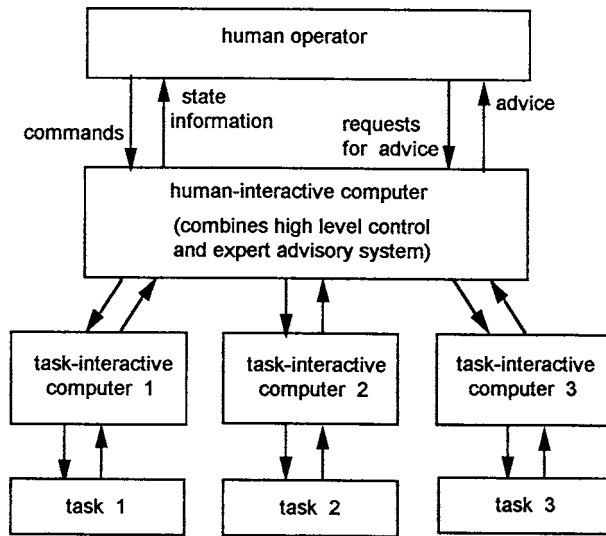 human operator
commands
state
information
requests
for advice
advice
human-interactive computer
(combines high level control
and expert advisory system)
task-interactive
computer 1
task-interactive
computer 2
task-interactive
computer 3
task 1
task 2
task 3